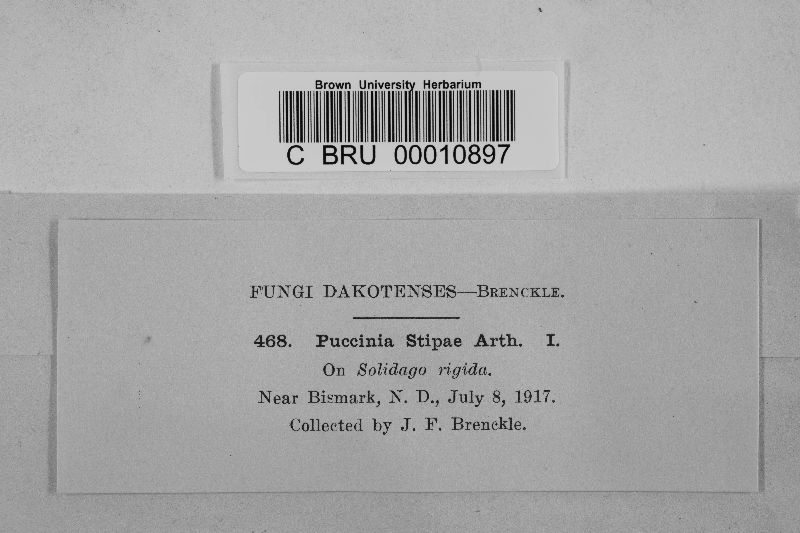 Brown University Herbarium
C BRU 00010897
FUNGI DAKOTENSES—BRENCKLE.
468. Puccinia Stipae Arth. I.
On Solidago rigida.
Near Bismark, N. D., July 8, 1917.
Collected by J. F. Brenckle.